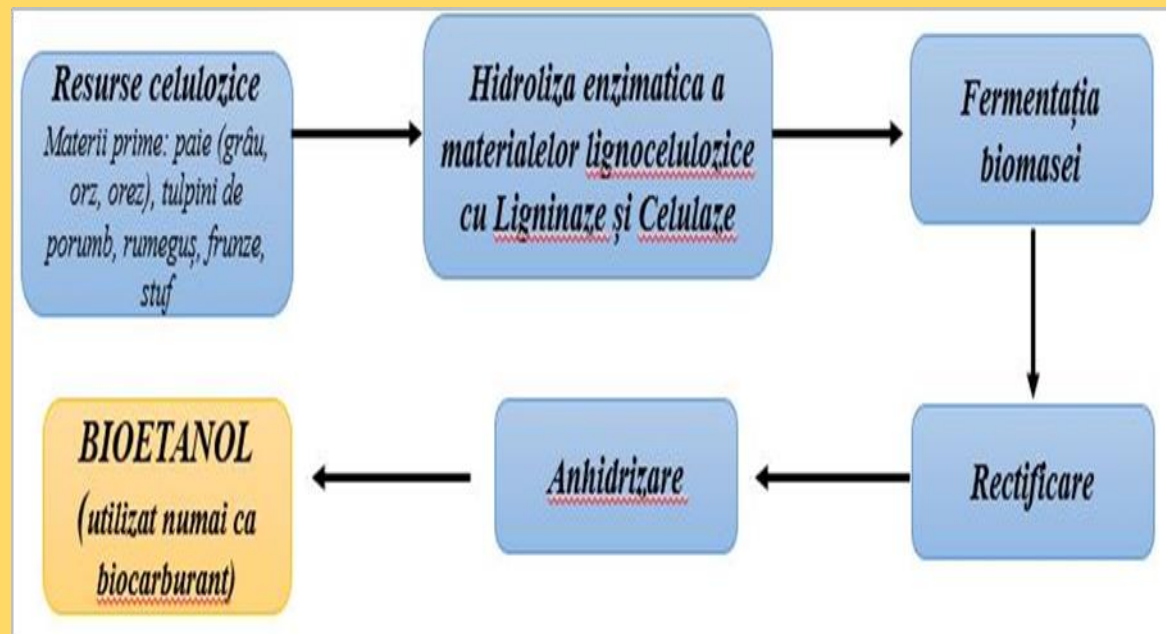 Resurse celulozice
Materii prime: paie (grâu,
orz, orez), tulpini de
porumb, rumeguș, frunze,
stuf
Hidroliza enzimatica a
materialelor lignocelulozice
cu Ligninaze și Celulaze
Fermentația
biomasei
Rectificare
Anhidrizare
BIOETANOL
(utilizat numai ca
biocarburant)